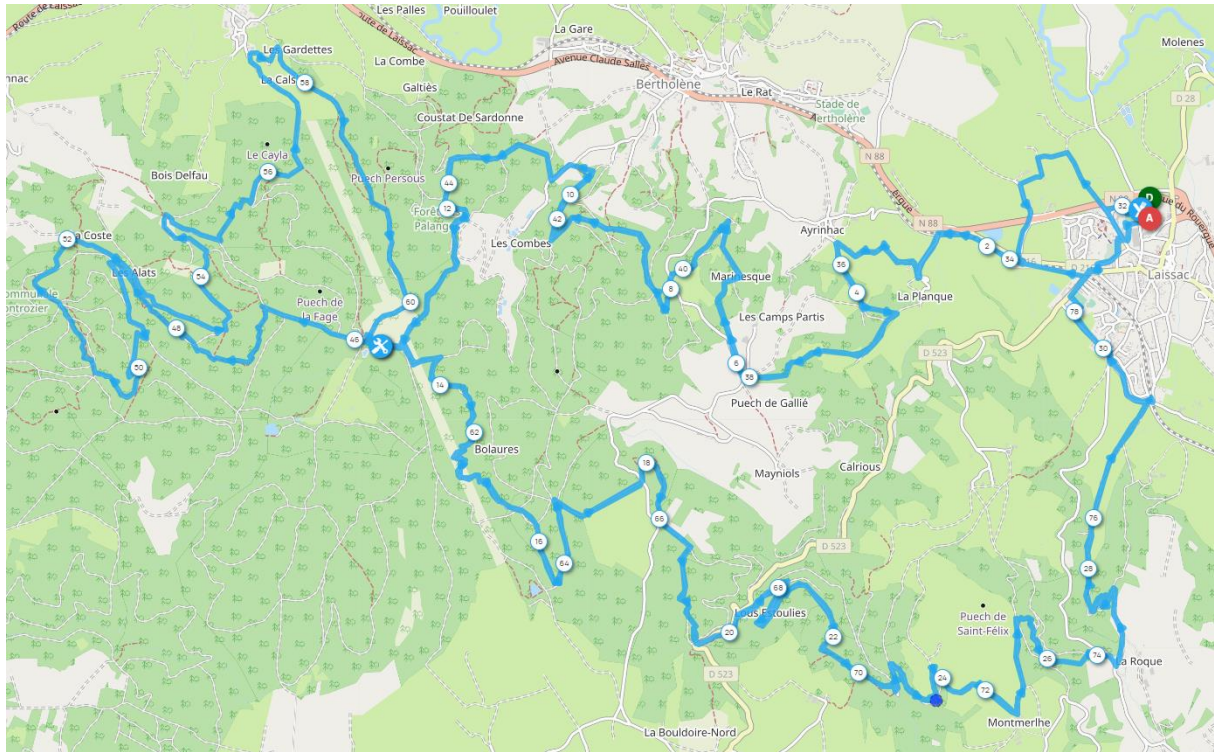 Route de Laissac
Les Palles
Pouilloulet
La Gare
Molenes
Les Gardettes
Avenue Claude Salles
La Combe
Bertholène
Le Rat
58
Galtiès
D 28
Stade de
Bertholène
Coustat De Sardonne
N 88
Le Cayla
56
Puech Persous
Bois Delfau
44
10
12
32
D
A
42
N 88
Ayrinhac
52
Les Combes
2
34
Laissac
40
36
54
Marinesque
8
4
La Planque
60
Puech de
la Fage
78
Les Camps Partis
48
46
D 523
30
50
6
38
14
Puech de Gallié
62
Bolaures
18
Mayniols
Calrious
66
76
16
D 523
64
28
68
Lous Estoulies
20
22
Puech de
Saint-Félix
26
74
La Roque
70
24
D 523
72
Montmerlhe
La Bouldoire-Nord